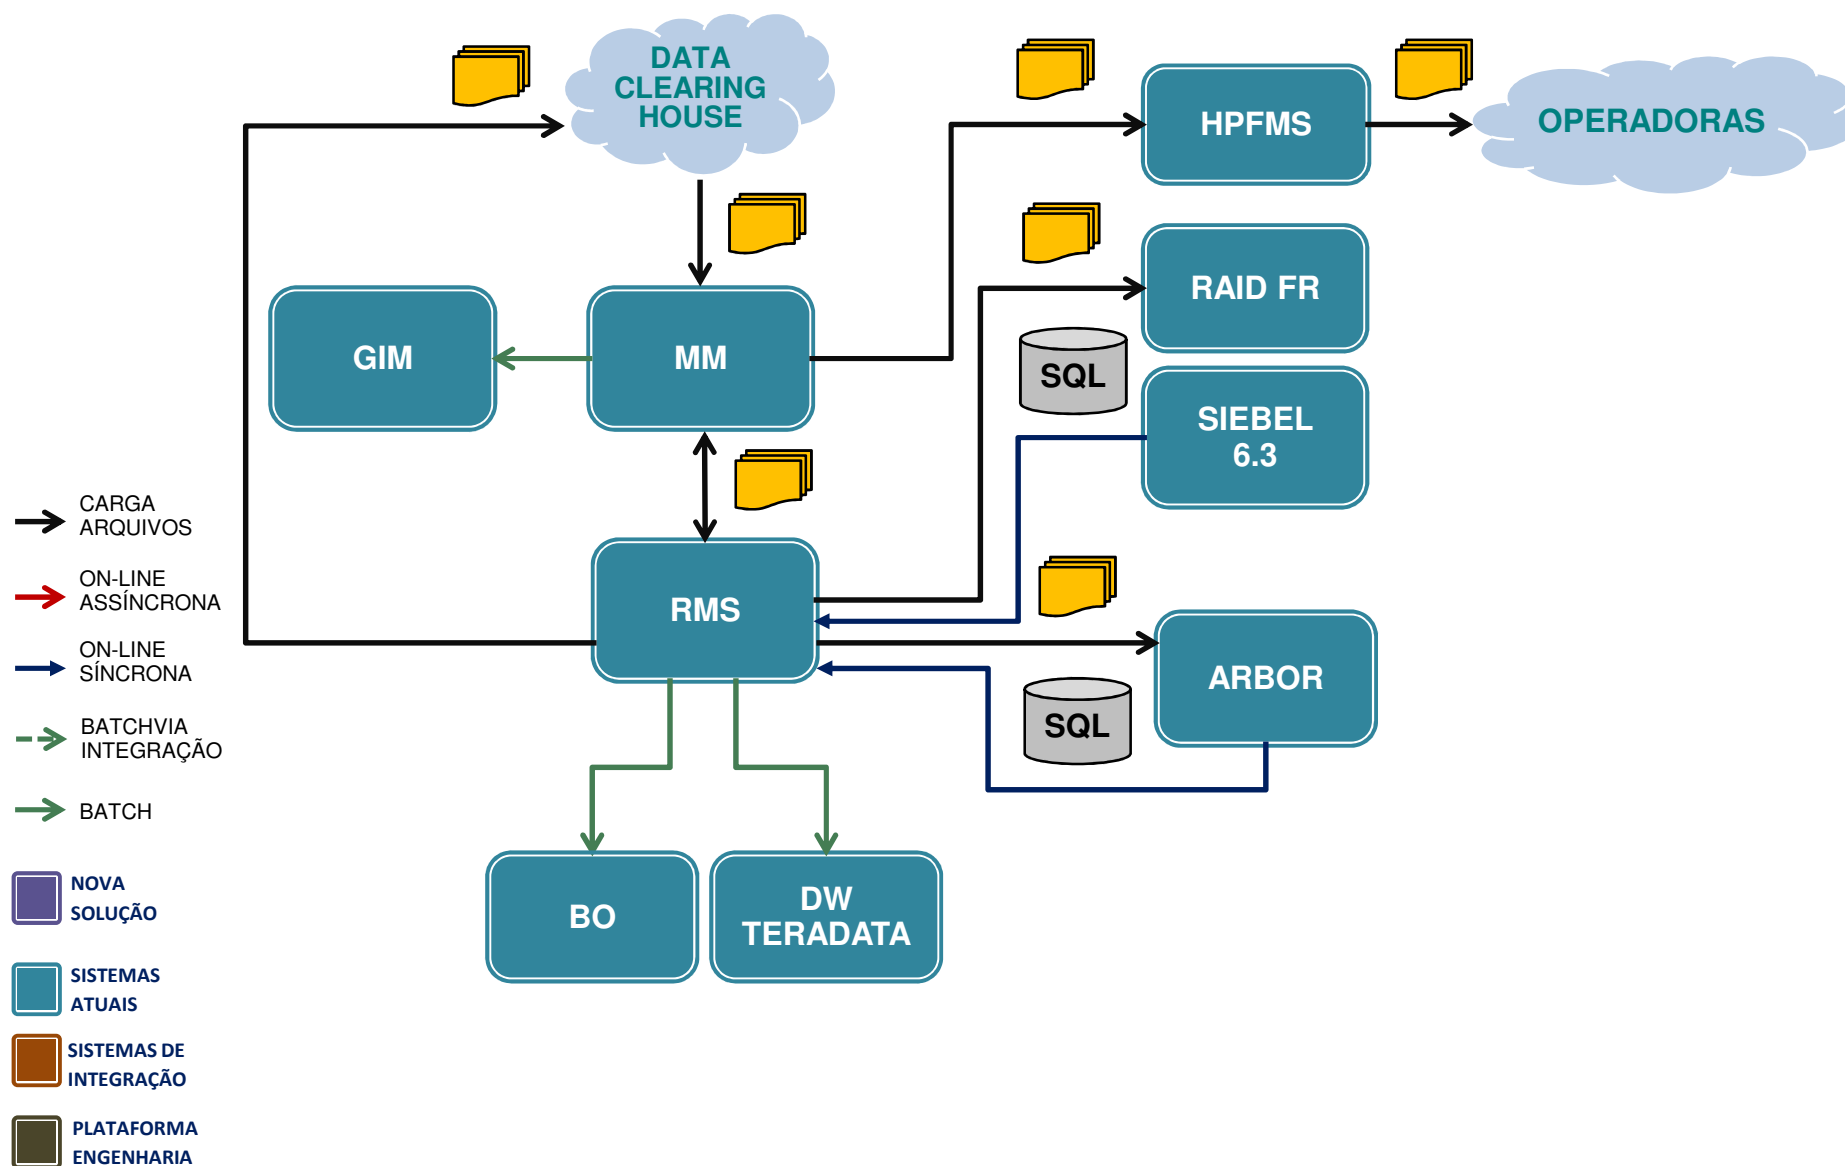 DATA
CLEARING
HOUSE
HPFMS
OPERADORAS
RAID FR
GIM
MM
SQL
SIEBEL
6.3
RMS
ARBOR
SQL
BO
DW
TERADATA
CARGA
ARQUIVOS
ON-LINE
ASSÍNCRONA
ON-LINE
SÍNCRONA
BATCHVIA
INTEGRAÇÃO
BATCH
NOVA
SOLUÇÃO
SISTEMAS
ATUAIS
SISTEMAS DE
INTEGRAÇÃO
PLATAFORMA
ENGENHARIA